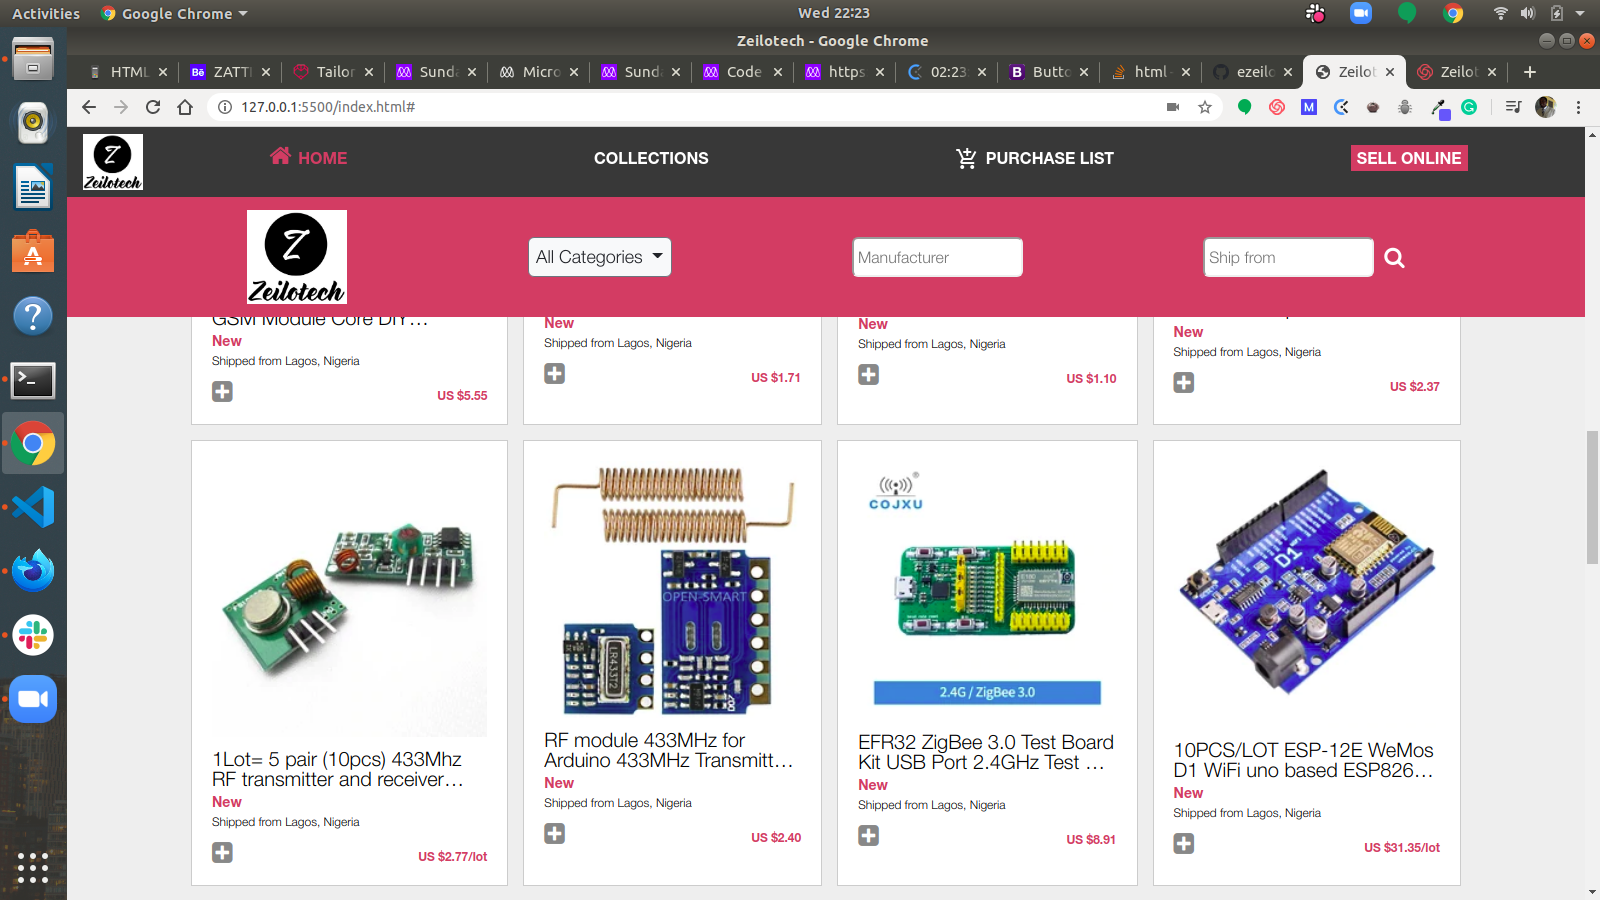 Activities
Google Chrome
Wed 22:23
Zeilotech - Google Chrome
HTML
ZATTI
Tailor
Sunda
Micro
Sund
Code
https
02:23
Butto
html
ezeilo
Zeilot
Zeilot
127.0.0.1:5500/index.html#
Z
Zeilotech
HOME
COLLECTIONS
PURCHASE LIST
SELL ONLINE
Z
Zeilotech
All Categories
Manufacturer
Ship from
GSM Module Core DIY…
New
Shipped from Lagos, Nigeria
US $5.55
New
Shipped from Lagos, Nigeria
US $1.71
New
Shipped from Lagos, Nigeria
US $1.10
New
Shipped from Lagos, Nigeria
US $2.37
1Lot= 5 pair (10pcs) 433Mhz
RF transmitter and receiver…
New
Shipped from Lagos, Nigeria
US $2.77/lot
OPEN-SMART
RF module 433MHz for
Arduino 433MHz Transmitt…
New
Shipped from Lagos, Nigeria
US $2.40
COJXU
2.4G / ZigBee 3.0
EFR32 ZigBee 3.0 Test Board
Kit USB Port 2.4GHz Test …
New
Shipped from Lagos, Nigeria
US $8.91
D1
10PCS/LOT ESP-12E WeMos
D1 WiFi uno based ESP826…
New
Shipped from Lagos, Nigeria
US $31.35/lot